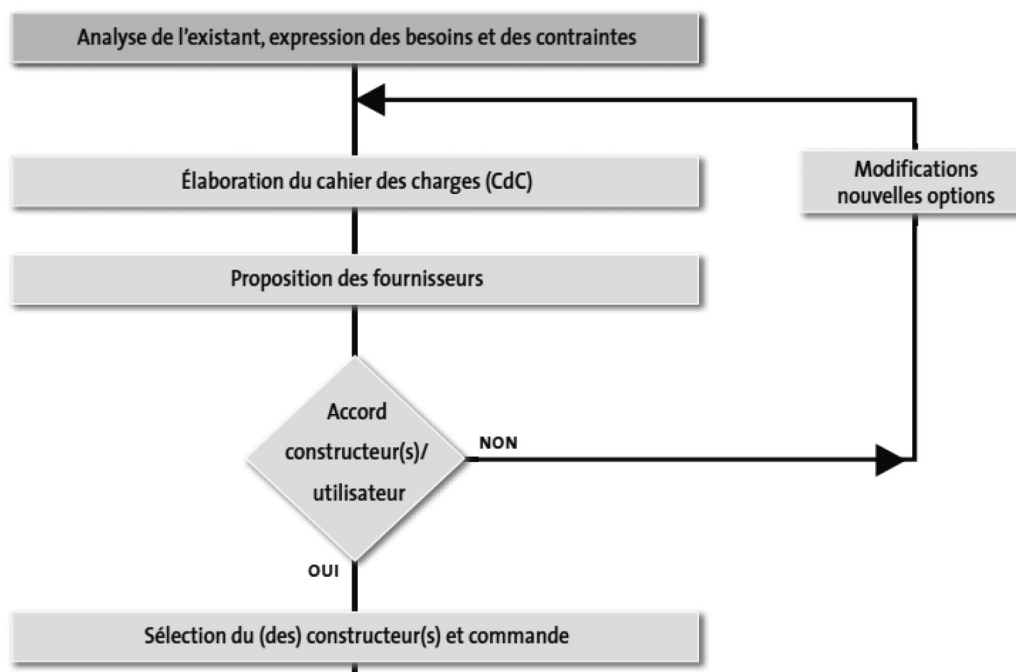 Analyse de l’existant, expression des besoins et des contraintes
Élaboration du cahier des charges (CdC)
Modifications
nouvelles options
Proposition des fournisseurs
Accord
constructeur(s)/
utilisateur
NON
OUI
Sélection du (des) constructeur(s) et commande